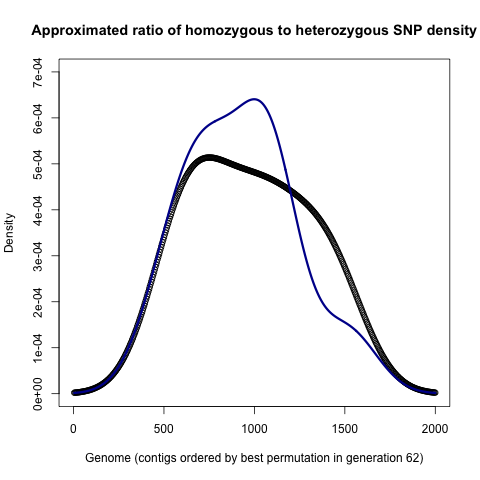 Approximated ratio of homozygous to heterozygous SNP density
Density
7e-04
6e-04
5e-04
4e-04
3e-04
2e-04
1e-04
0e+00
0 500 1000 1500 2000
Genome (contigs ordered by best permutation in generation 62)